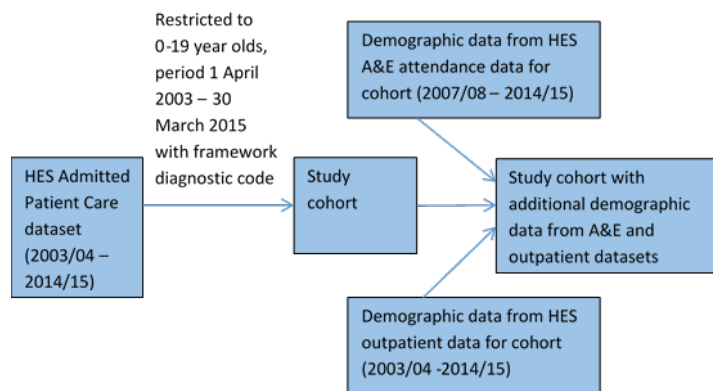 Restricted to
0-19 year olds,
period 1 April
2003 – 30
March 2015
with framework
diagnostic code
Demographic data from HES
A&E attendance data for
cohort (2007/08 – 2014/15)
HES Admitted
Patient Care
dataset
(2003/04 –
2014/15)
Study
cohort
Study cohort with
additional demographic
data from A&E and
outpatient datasets
Demographic data from HES
outpatient data for cohort
(2003/04 -2014/15)